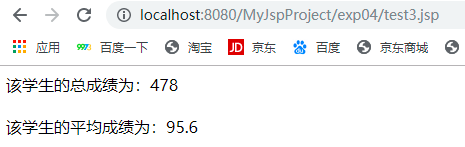 localhost:8080/MyJspProject/exp04/test3.jsp
应用 百度一下 淘宝 JD 京东 百度 京东商城
该学生的总成绩为：478
该学生的平均成绩为：95.6